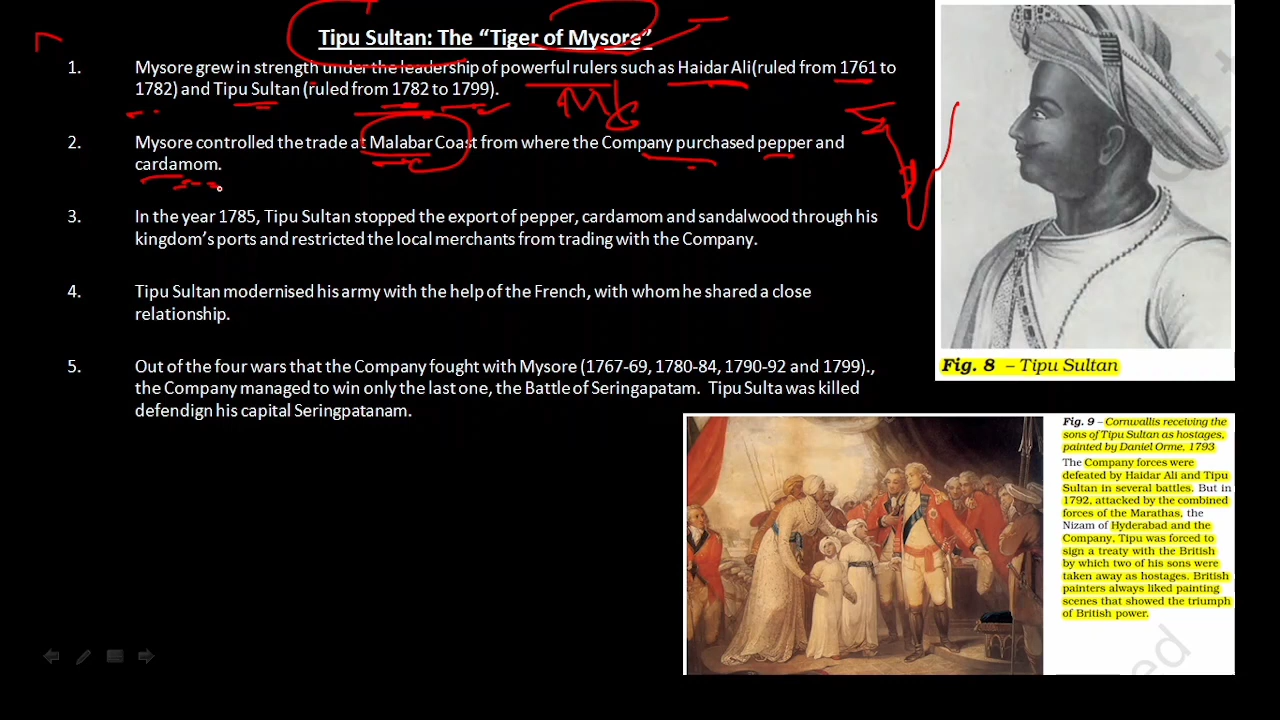 Tipu Sultan: The “Tiger of Mysore”
1. Mysore grew in strength under the leadership of powerful rulers such as Haidar Ali(ruled from 1761 to
1782) and Tipu Sultan (ruled from 1782 to 1799).
2. Mysore controlled the trade at Malabar Coast from where the Company purchased pepper and
cardamom.
3. In the year 1785, Tipu Sultan stopped the export of pepper, cardamom and sandalwood through his
kingdom’s ports and restricted the local merchants from trading with the Company.
4. Tipu Sultan modernised his army with the help of the French, with whom he shared a close
relationship.
5. Out of the four wars that the Company fought with Mysore (1767-69, 1780-84, 1790-92 and 1799).,
the Company managed to win only the last one, the Battle of Seringapatam. Tipu Sulta was killed
defendign his capital Seringpatanam.
Fig. 8 – Tipu Sultan
Fig. 9 – Cornwallis receiving the
sons of Tipu Sultan as hostages,
painted by Daniel Orme, 1793
The Company forces were
defeated by Haidar Ali and Tipu
Sultan in several battles. But in
1792, attacked by the combined
forces of the Marathas, the
Nizam of Hyderabad and the
Company, Tipu was forced to
sign a treaty with the British
by which two of his sons were
taken away as hostages. British
painters always liked painting
scenes that showed the triumph
of British power.